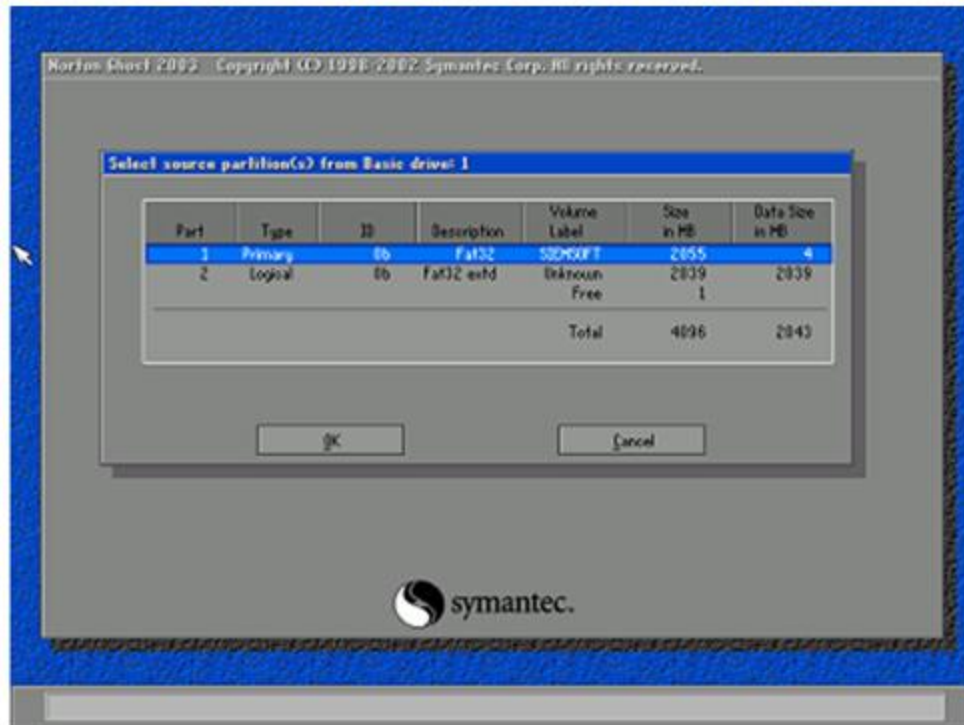 Norton Ghost 2003 Copyright (C) 1998-2002 Symantec Corp. All rights reserved.
Select source partition(s) from Basic drive: 1
Part Type ID Description Volume Label Size in MB Data Size in MB
1 Primary 0b Fat32 2055 4
2 Logical 0b Fat32 extd Unknown 2039 2039
Free 1
Total 4096 2043
OK Cancel
symantec.